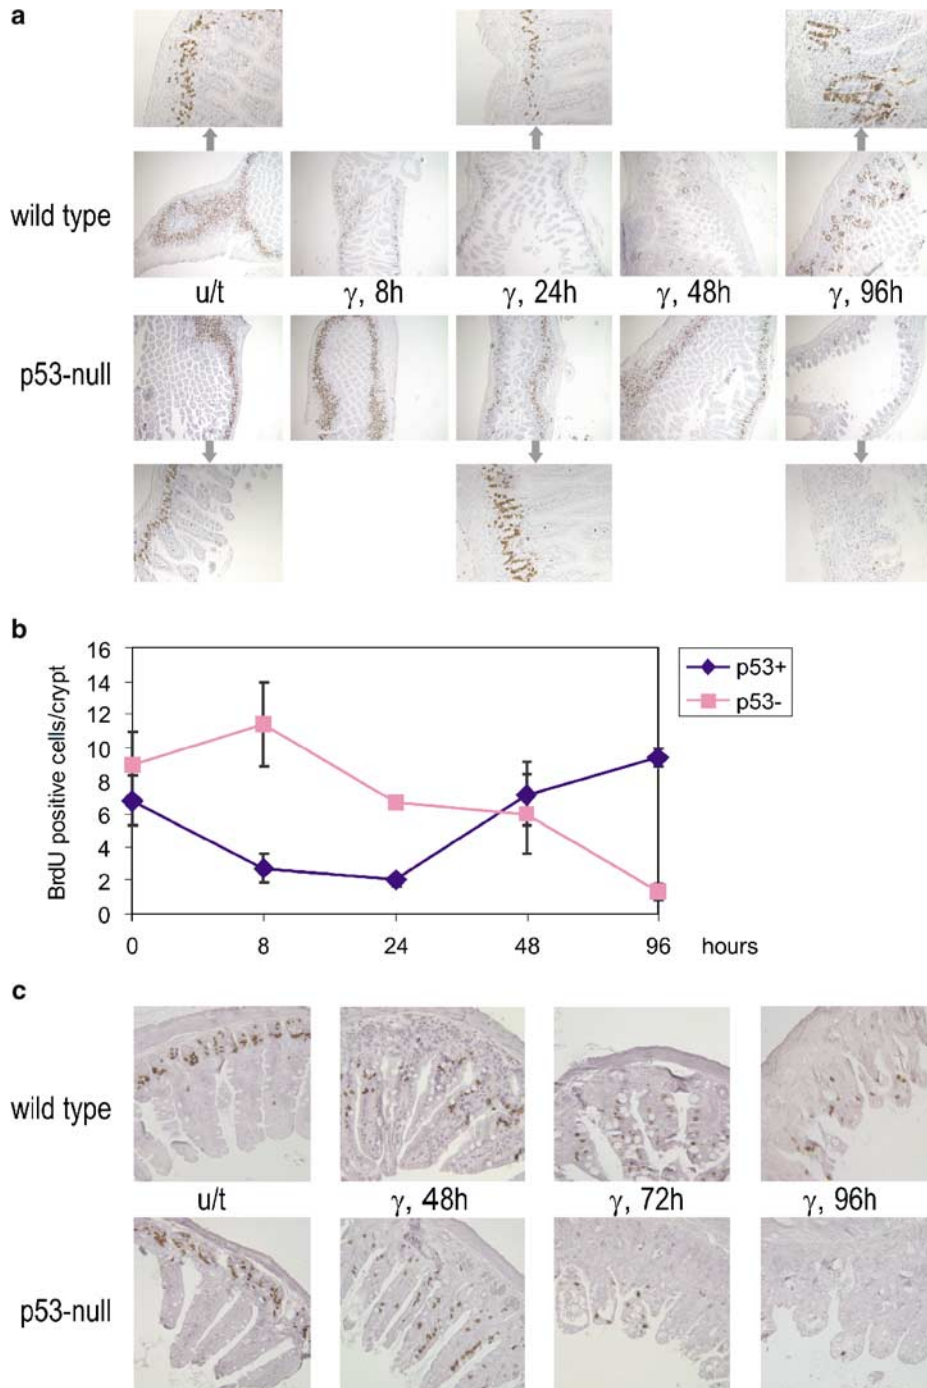 a
wild type
u/t
γ, 8h
γ, 24h
γ, 48h
γ, 96h
p53-null
b
16
14
12
10
8
6
4
2
0
BrdU positive cells/crypt
0
8
24
48
96
hours
p53+
p53-
c
wild type
u/t
γ, 48h
γ, 72h
γ, 96h
p53-null